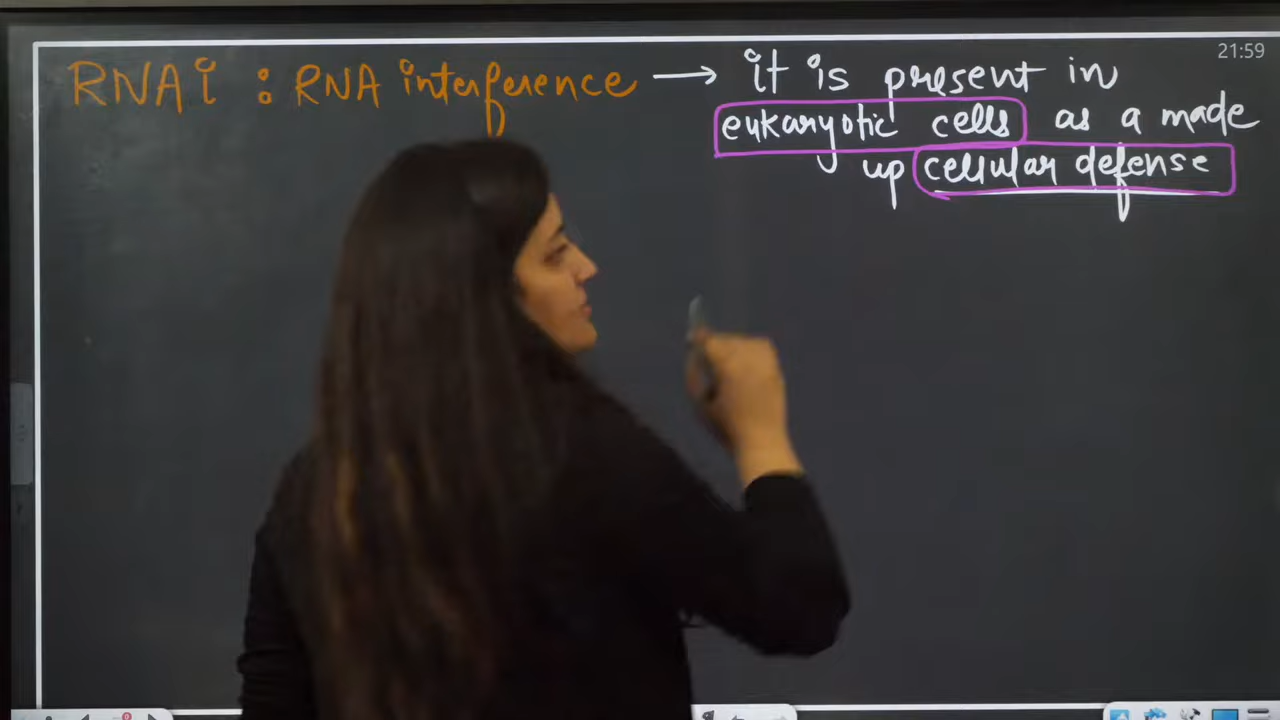 21:59
RNAi : RNA interference → it is present in
eukaryotic cells as a made
up cellular defense